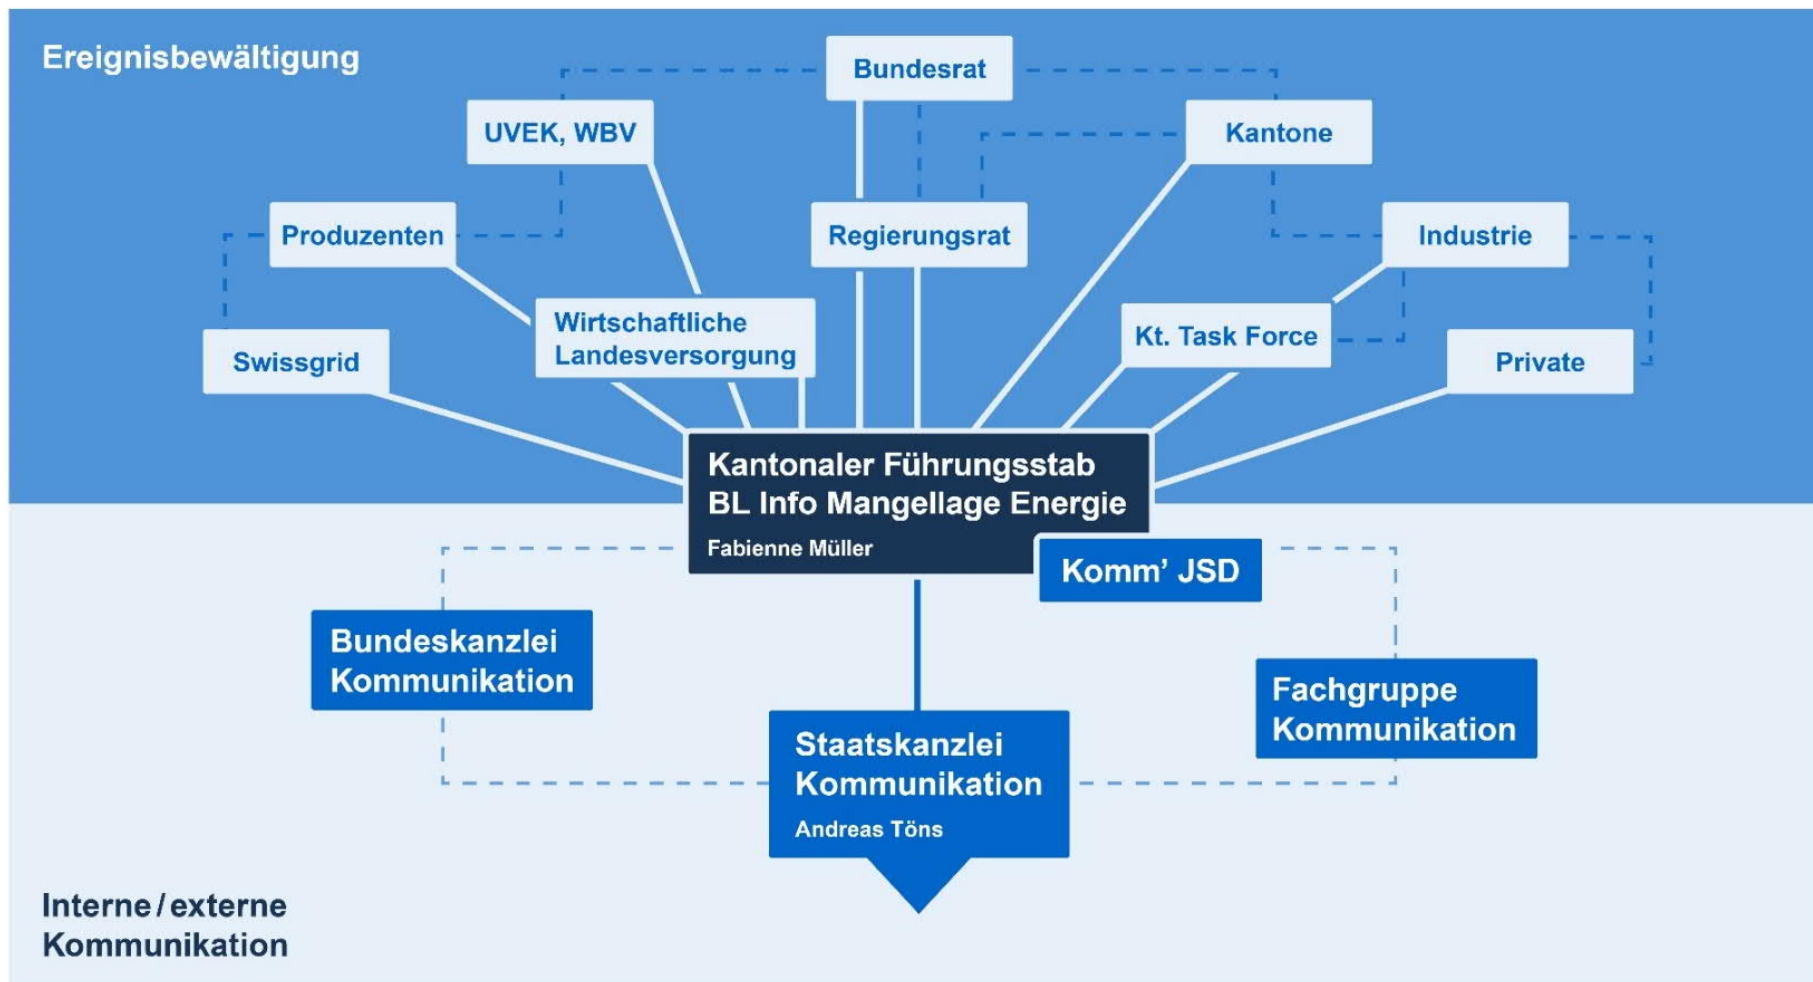 Ereignisbewältigung
Bundesrat
UVEK, WBV
Kantone
Produzenten
Regierungsrat
Industrie
Wirtschaftliche
Landesversorgung
Kt. Task Force
Swissgrid
Private
Kantonaler Führungsstab
BL Info Mangellage Energie
Fabienne Müller
Komm’ JSD
Bundeskanzlei
Kommunikation
Fachgruppe
Kommunikation
Staatskanzlei
Kommunikation
Andreas Töns
Interne/externe
Kommunikation